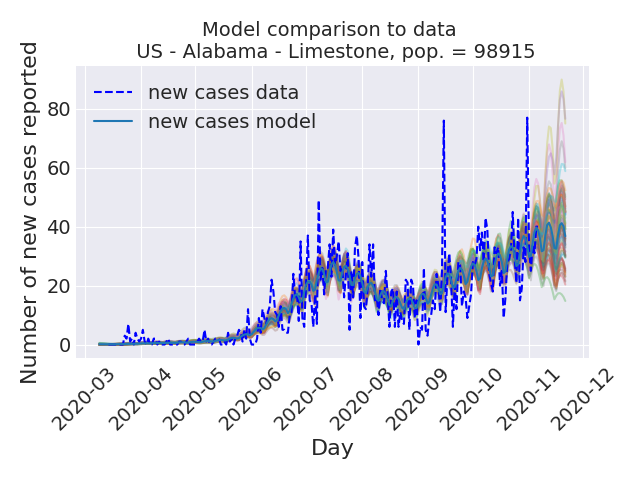 Model comparison to data
US - Alabama - Limestone, pop. = 98915
Number of new cases reported
new cases data
new cases model
80
60
40
20
0
2020-03
2020-04
2020-05
2020-06
2020-07
2020-08
2020-09
2020-10
2020-11
2020-12
Day